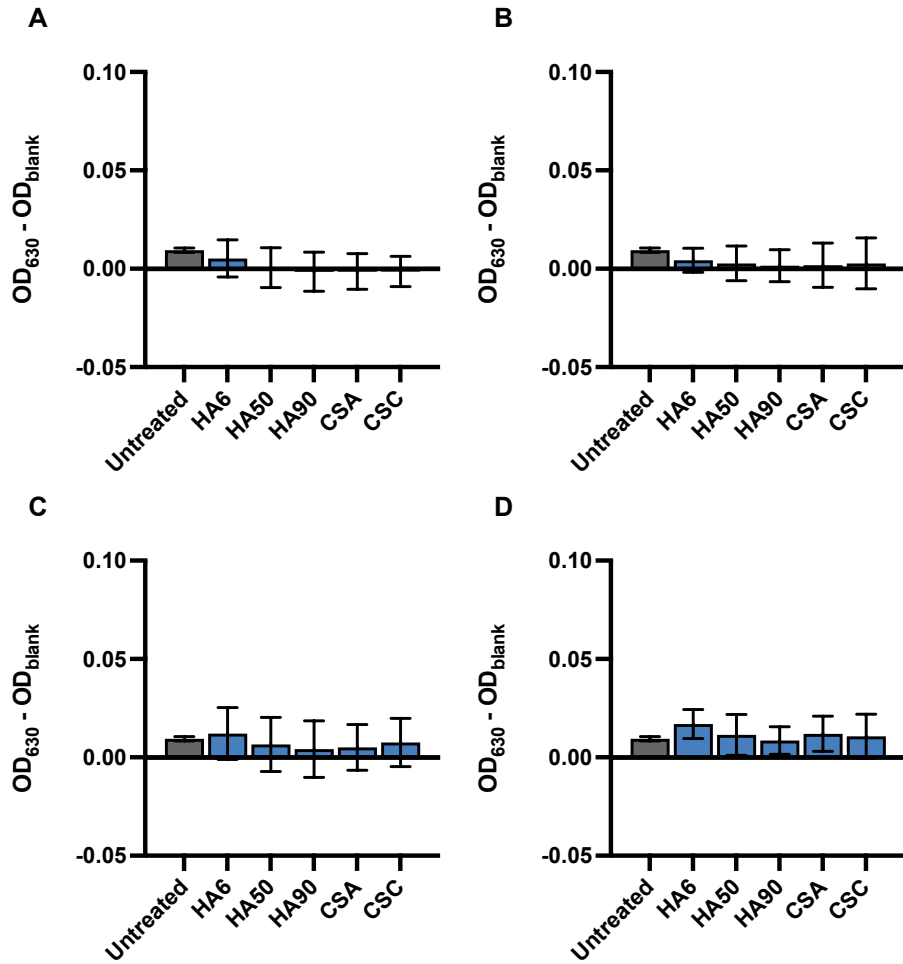 A
OD630 - ODblank
0.10
0.05
0.00
-0.05
Untreated
HA6
HA50
HA90
CSA
CSC
B
OD630 - ODblank
0.10
0.05
0.00
-0.05
Untreated
HA6
HA50
HA90
CSA
CSC
C
OD630 - ODblank
0.10
0.05
0.00
-0.05
Untreated
HA6
HA50
HA90
CSA
CSC
D
OD630 - ODblank
0.10
0.05
0.00
-0.05
Untreated
HA6
HA50
HA90
CSA
CSC